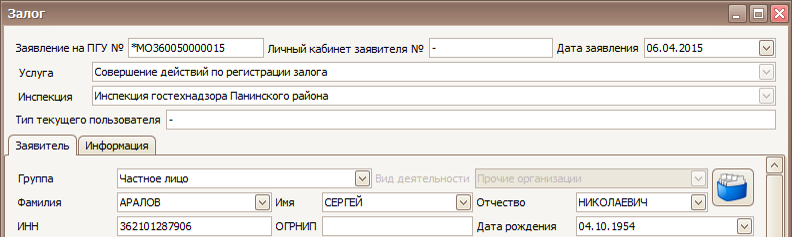 Залог
Заявление на ПГУ № *МО360050000015 Личный кабинет заявителя № - Дата заявления 06.04.2015
Услуга Совершение действий по регистрации залога
Инспекция Инспекция гостехнадзора Панинского района
Тип текущего пользователя -
Заявитель Информация
Группа Частное лицо Вид деятельности Прочие организации
Фамилия АРАЛОВ Имя СЕРГЕЙ Отчество НИКОЛАЕВИЧ
ИНН 362101287906 ОГРНИП Дата рождения 04.10.1954